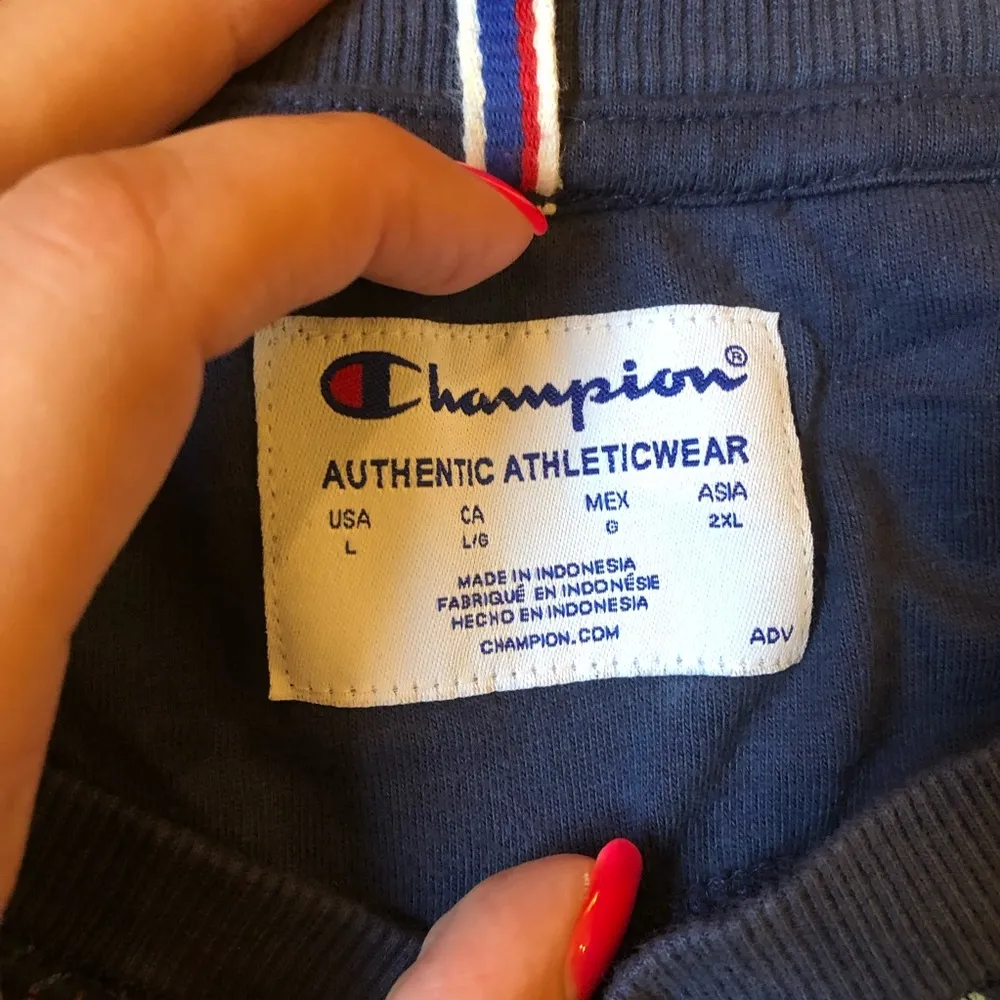 Champion®
AUTHENTIC ATHLETICWEAR
USA CA MEX ASIA
L L/G G 2XL
MADE IN INDONESIA
FABRIQUÉ EN INDONÉSIE
HECHO EN INDONESIA
CHAMPION.COM ADV